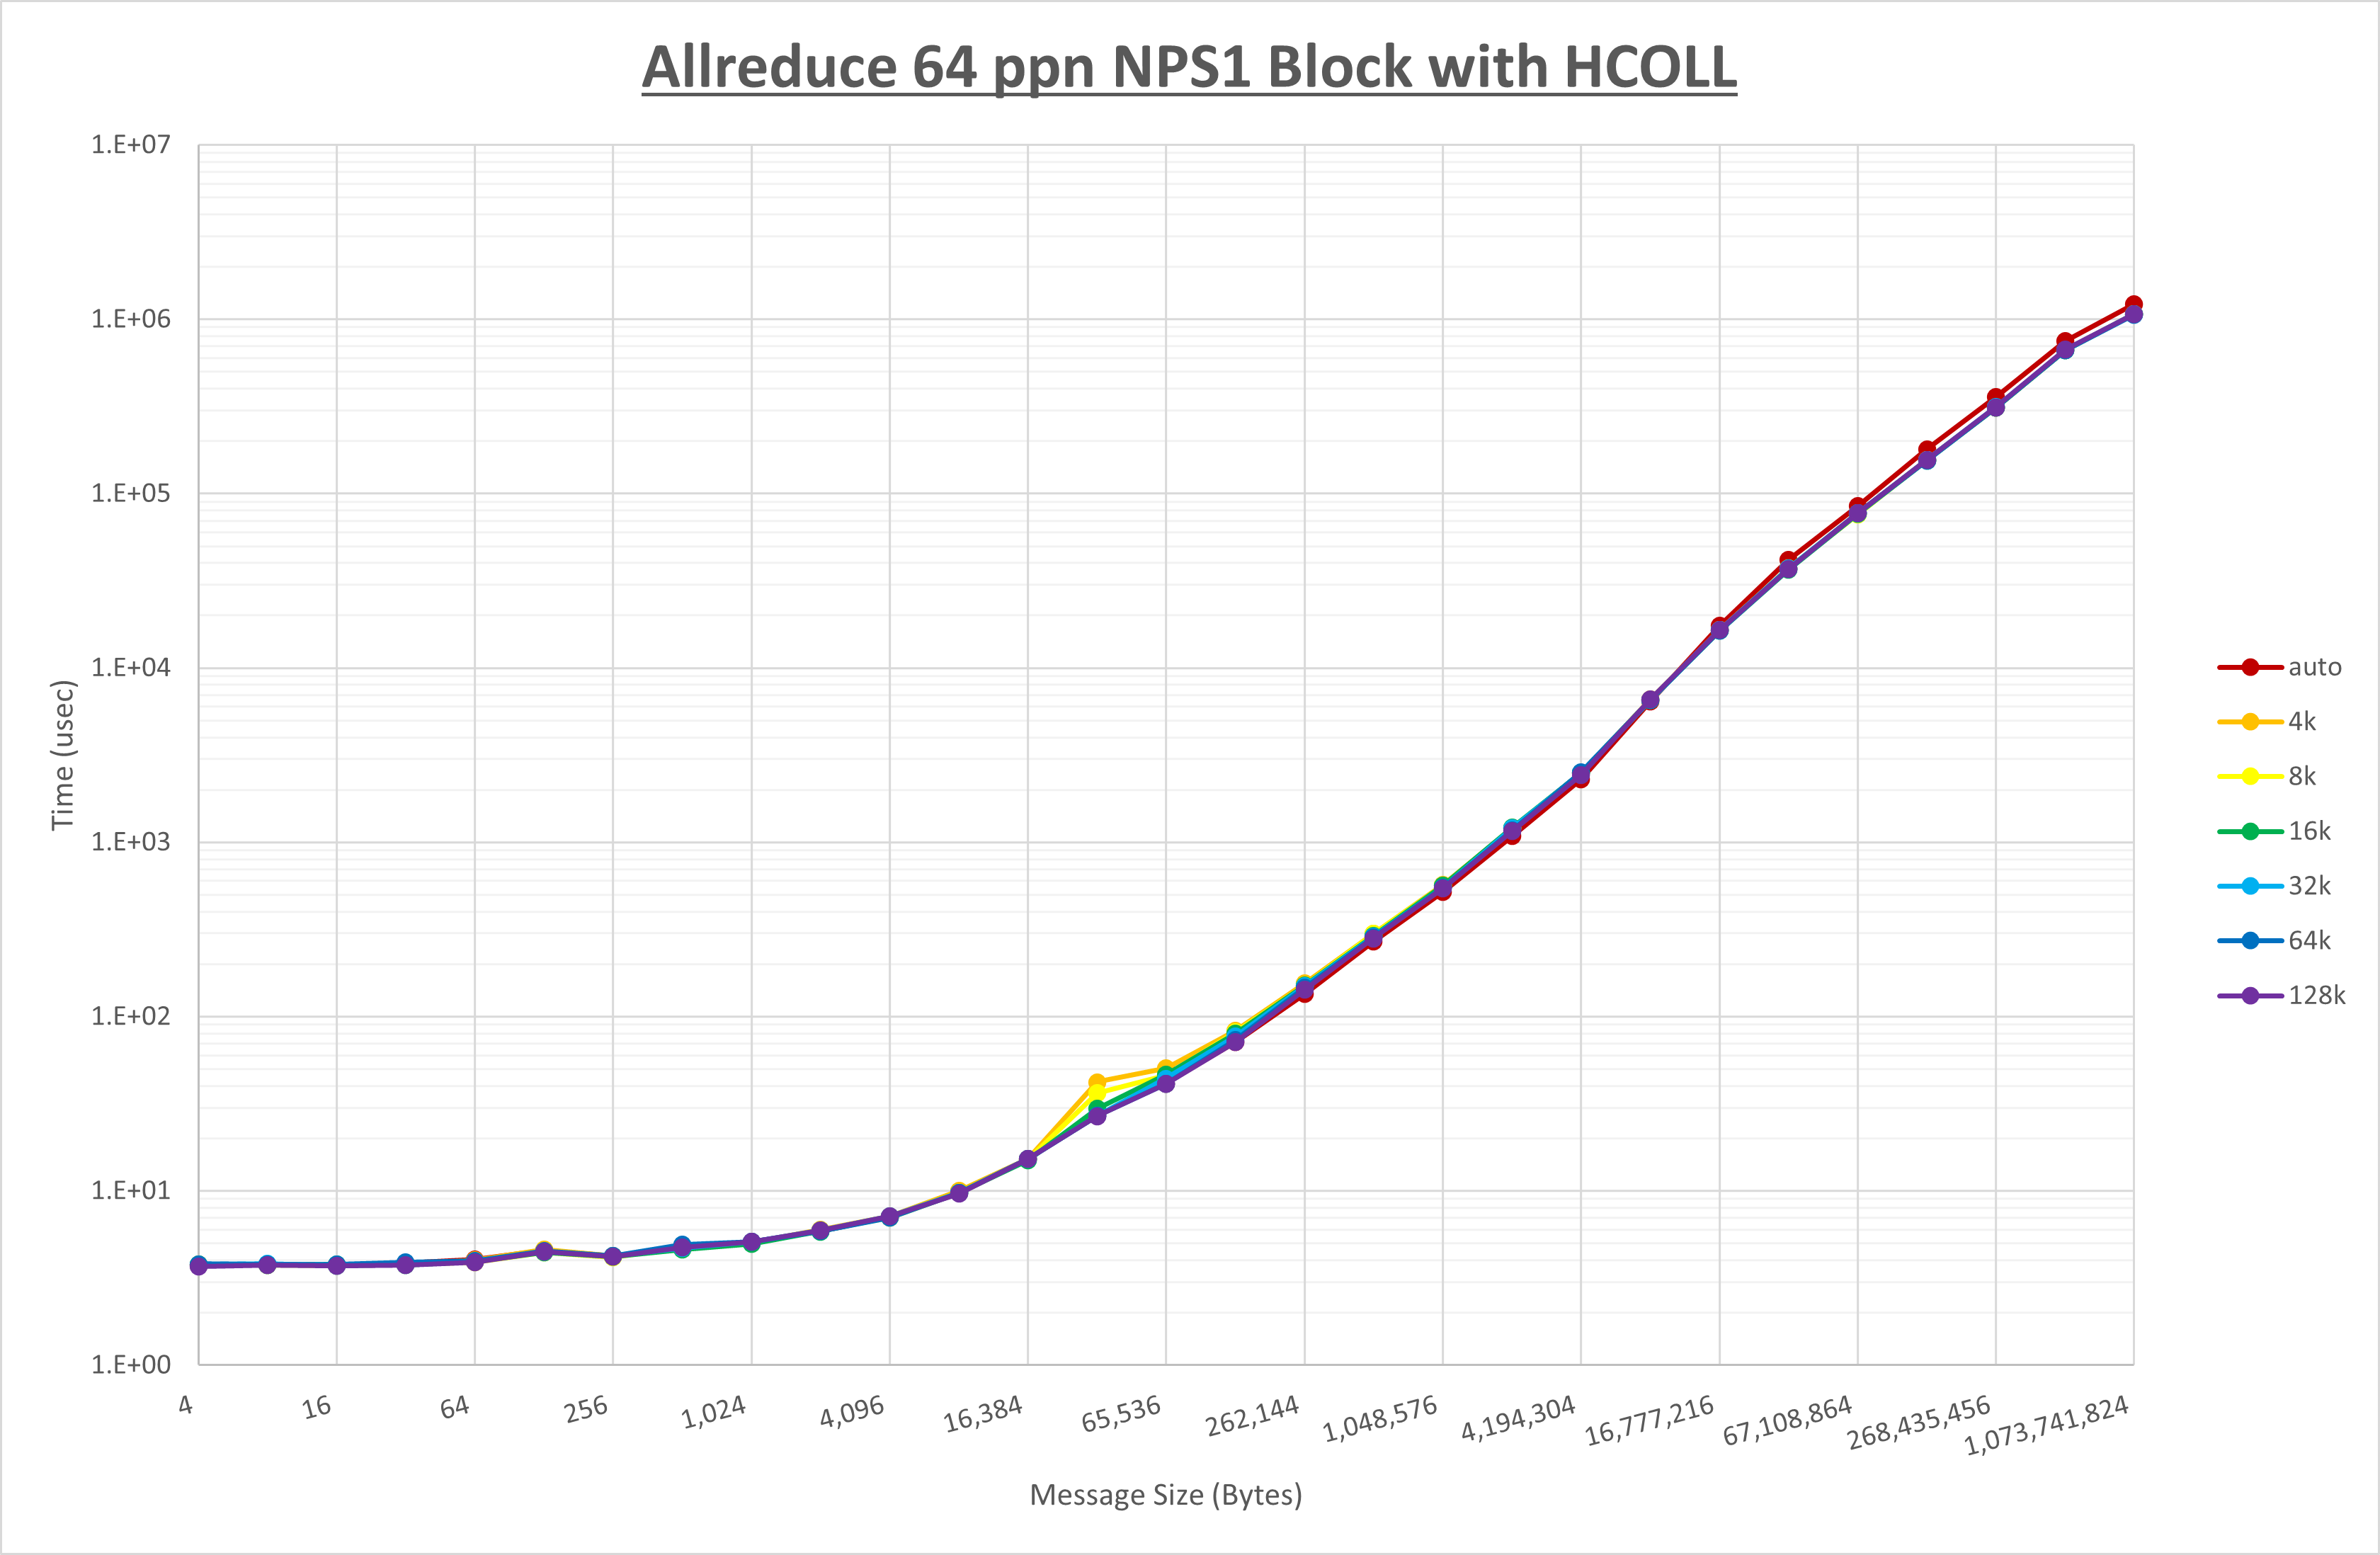 Allreduce 64 ppn NPS1 Block with HCOLL
1.E+07
1.E+06
1.E+05
1.E+04
1.E+03
1.E+02
1.E+01
1.E+00
Time (usec)
4
16
64
256
1,024
4,096
16,384
65,536
262,144
1,048,576
4,194,304
16,777,216
67,108,864
268,435,456
1,073,741,824
Message Size (Bytes)
auto
4k
8k
16k
32k
64k
128k